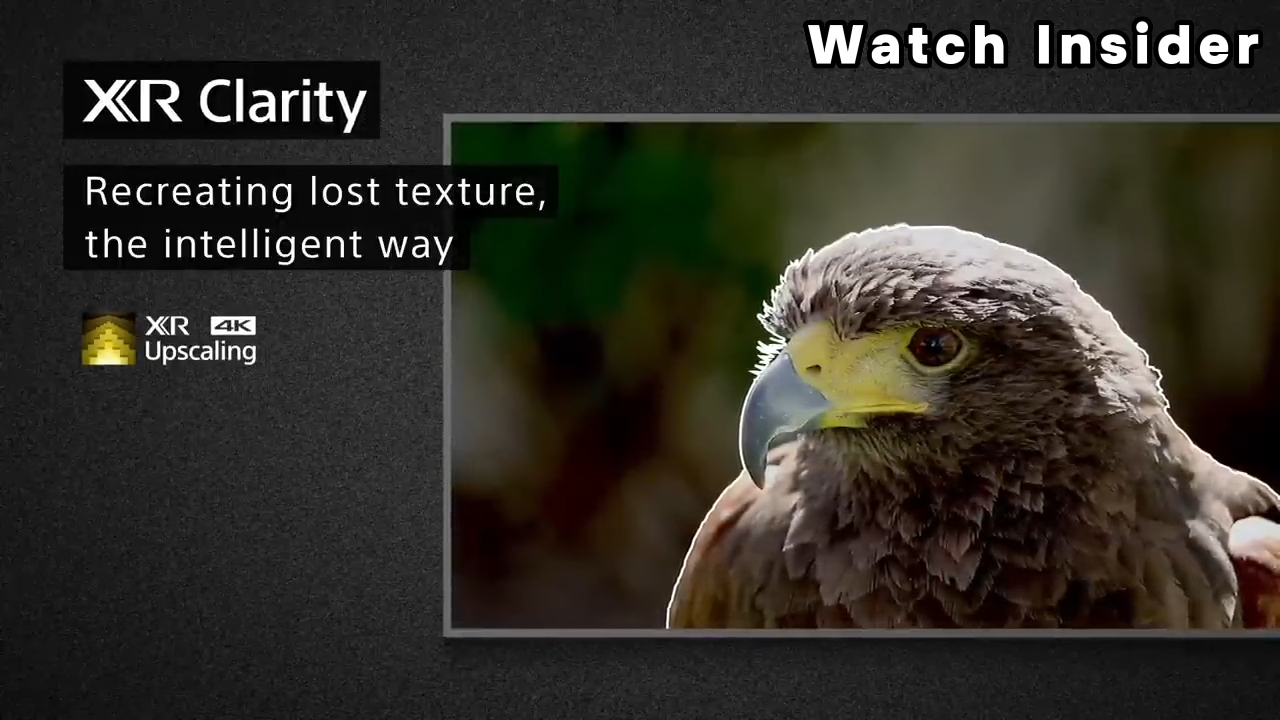 Watch Insider
XR Clarity
Recreating lost texture,
the intelligent way
XR 4K
Upscaling